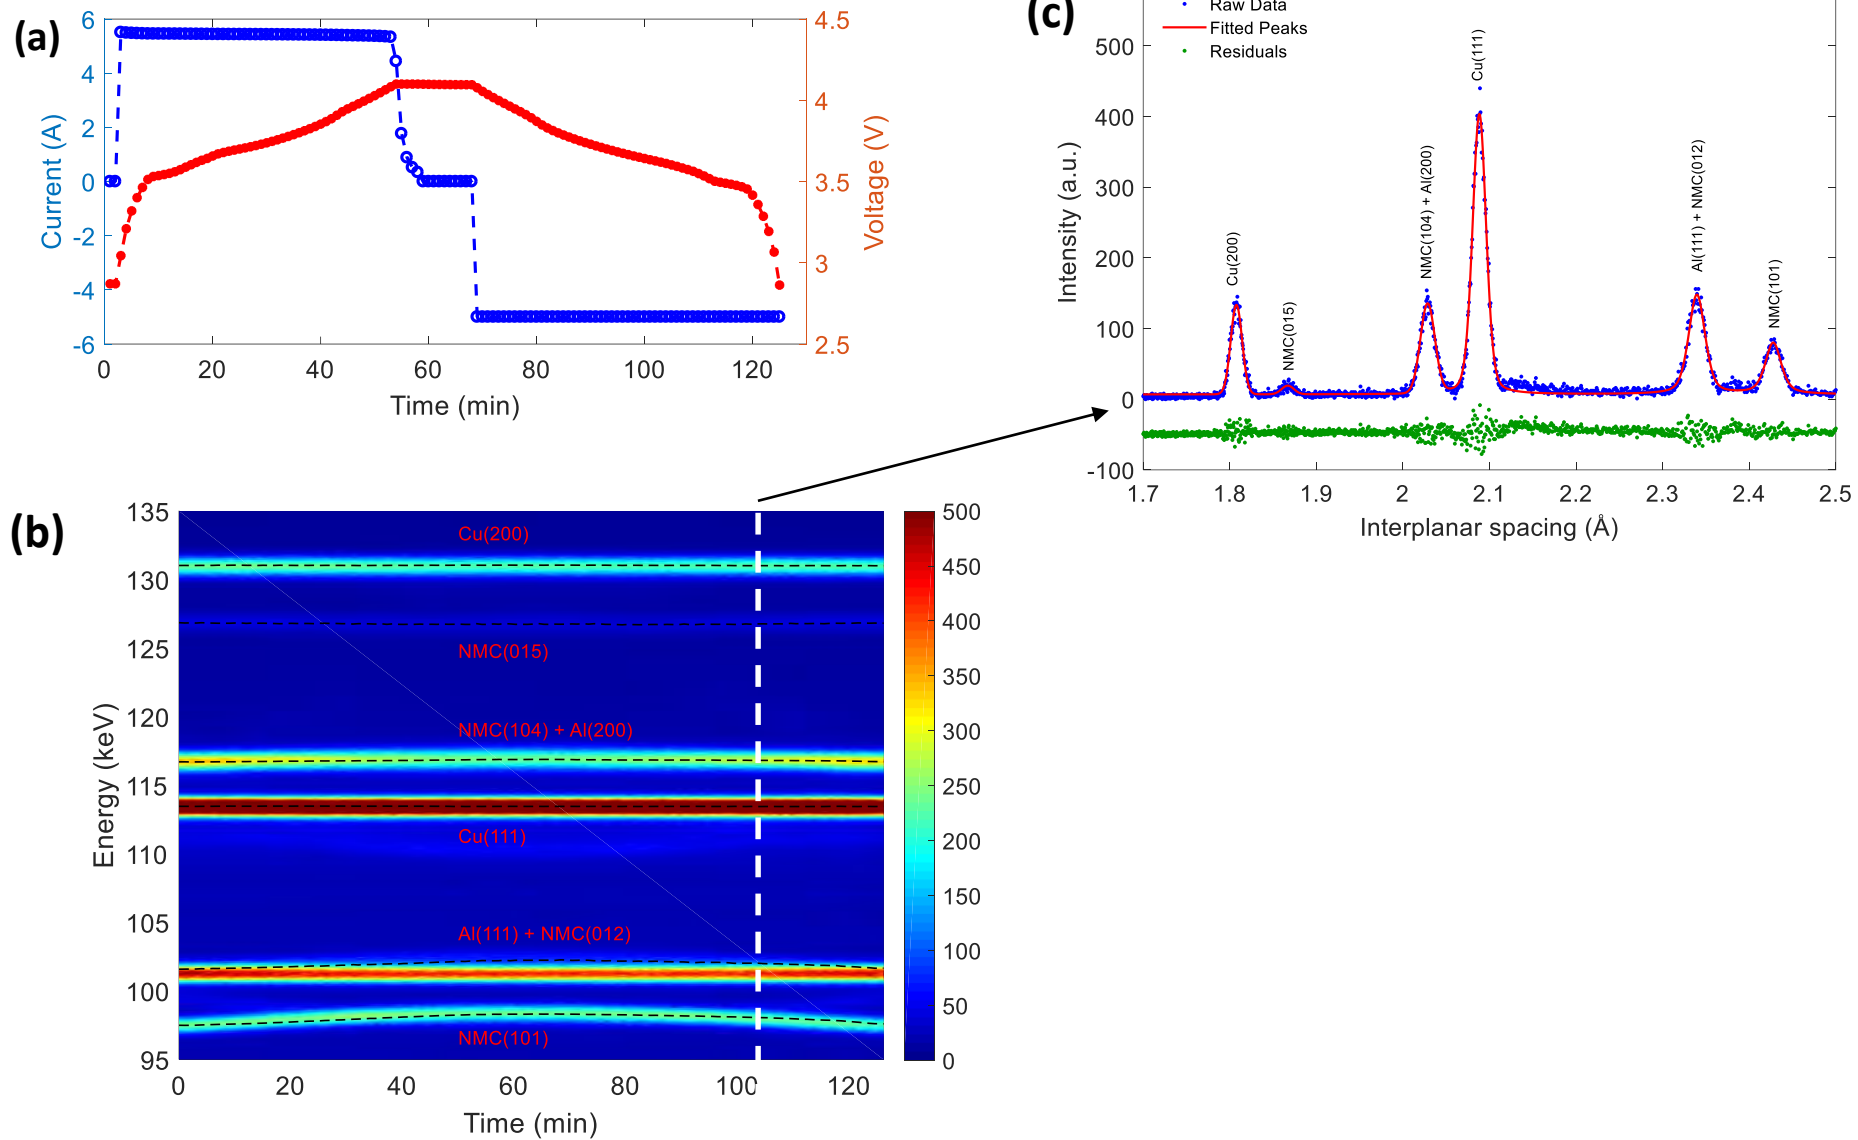 (a)
6
4
2
0
-2
-4
-6
Current (A)
4.5
4
3.5
3
2.5
Voltage (V)
0 20 40 60 80 100 120
Time (min)
(c)
Raw Data
Fitted Peaks
Residuals
500
400
300
200
100
0
-100
Intensity (a.u.)
Cu(200)
NMC(015)
NMC(104) + Al(200)
Cu(111)
Al(111) + NMC(012)
NMC(101)
1.7 1.8 1.9 2 2.1 2.2 2.3 2.4 2.5
Interplanar spacing (Å)
(b)
135
130
125
120
115
110
105
100
95
Energy (keV)
Cu(200)
NMC(015)
NMC(104) + Al(200)
Cu(111)
Al(111) + NMC(012)
NMC(101)
500
450
400
350
300
250
200
150
100
50
0
0 20 40 60 80 100 120
Time (min)